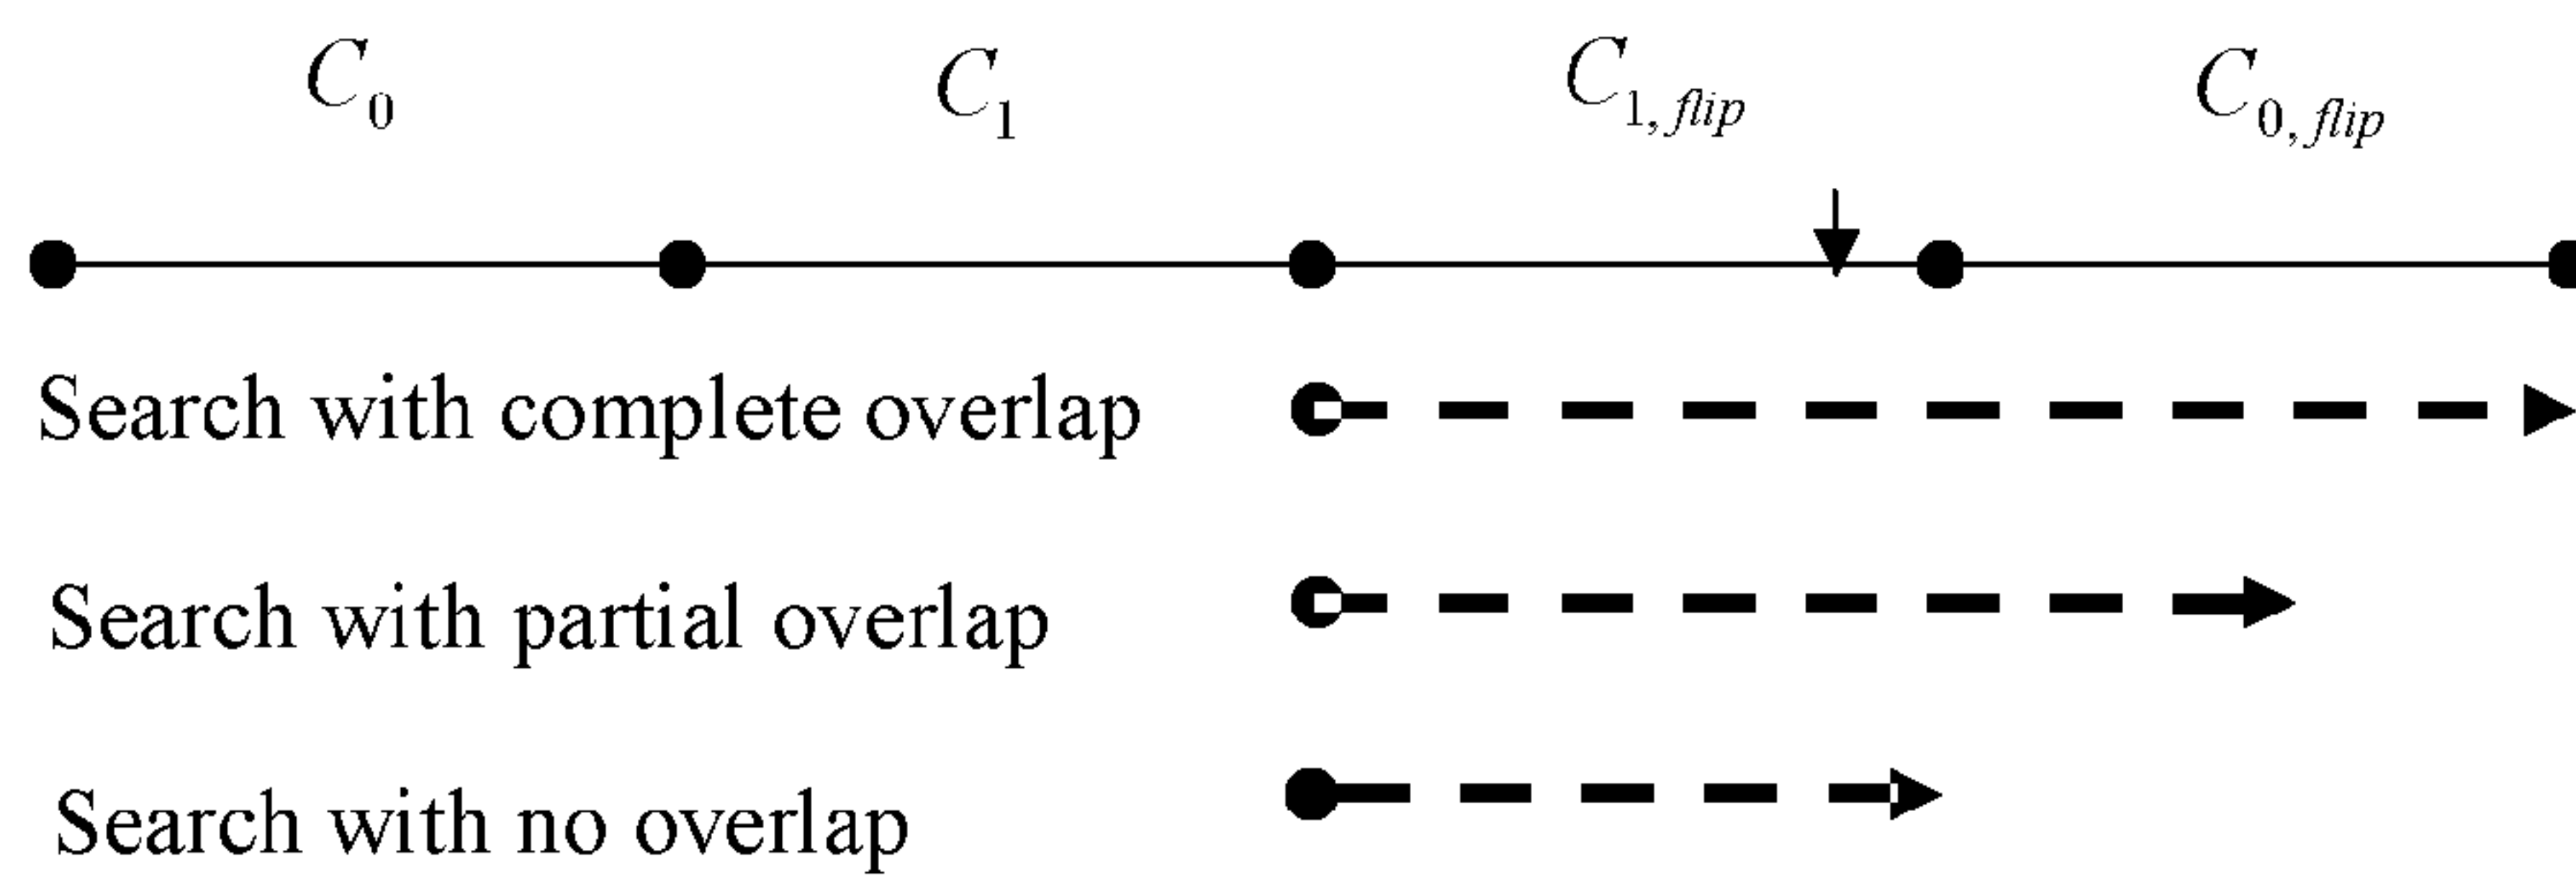 C₀ C₁ C₁, flip C₀, flip
Search with complete overlap
Search with partial overlap
Search with no overlap